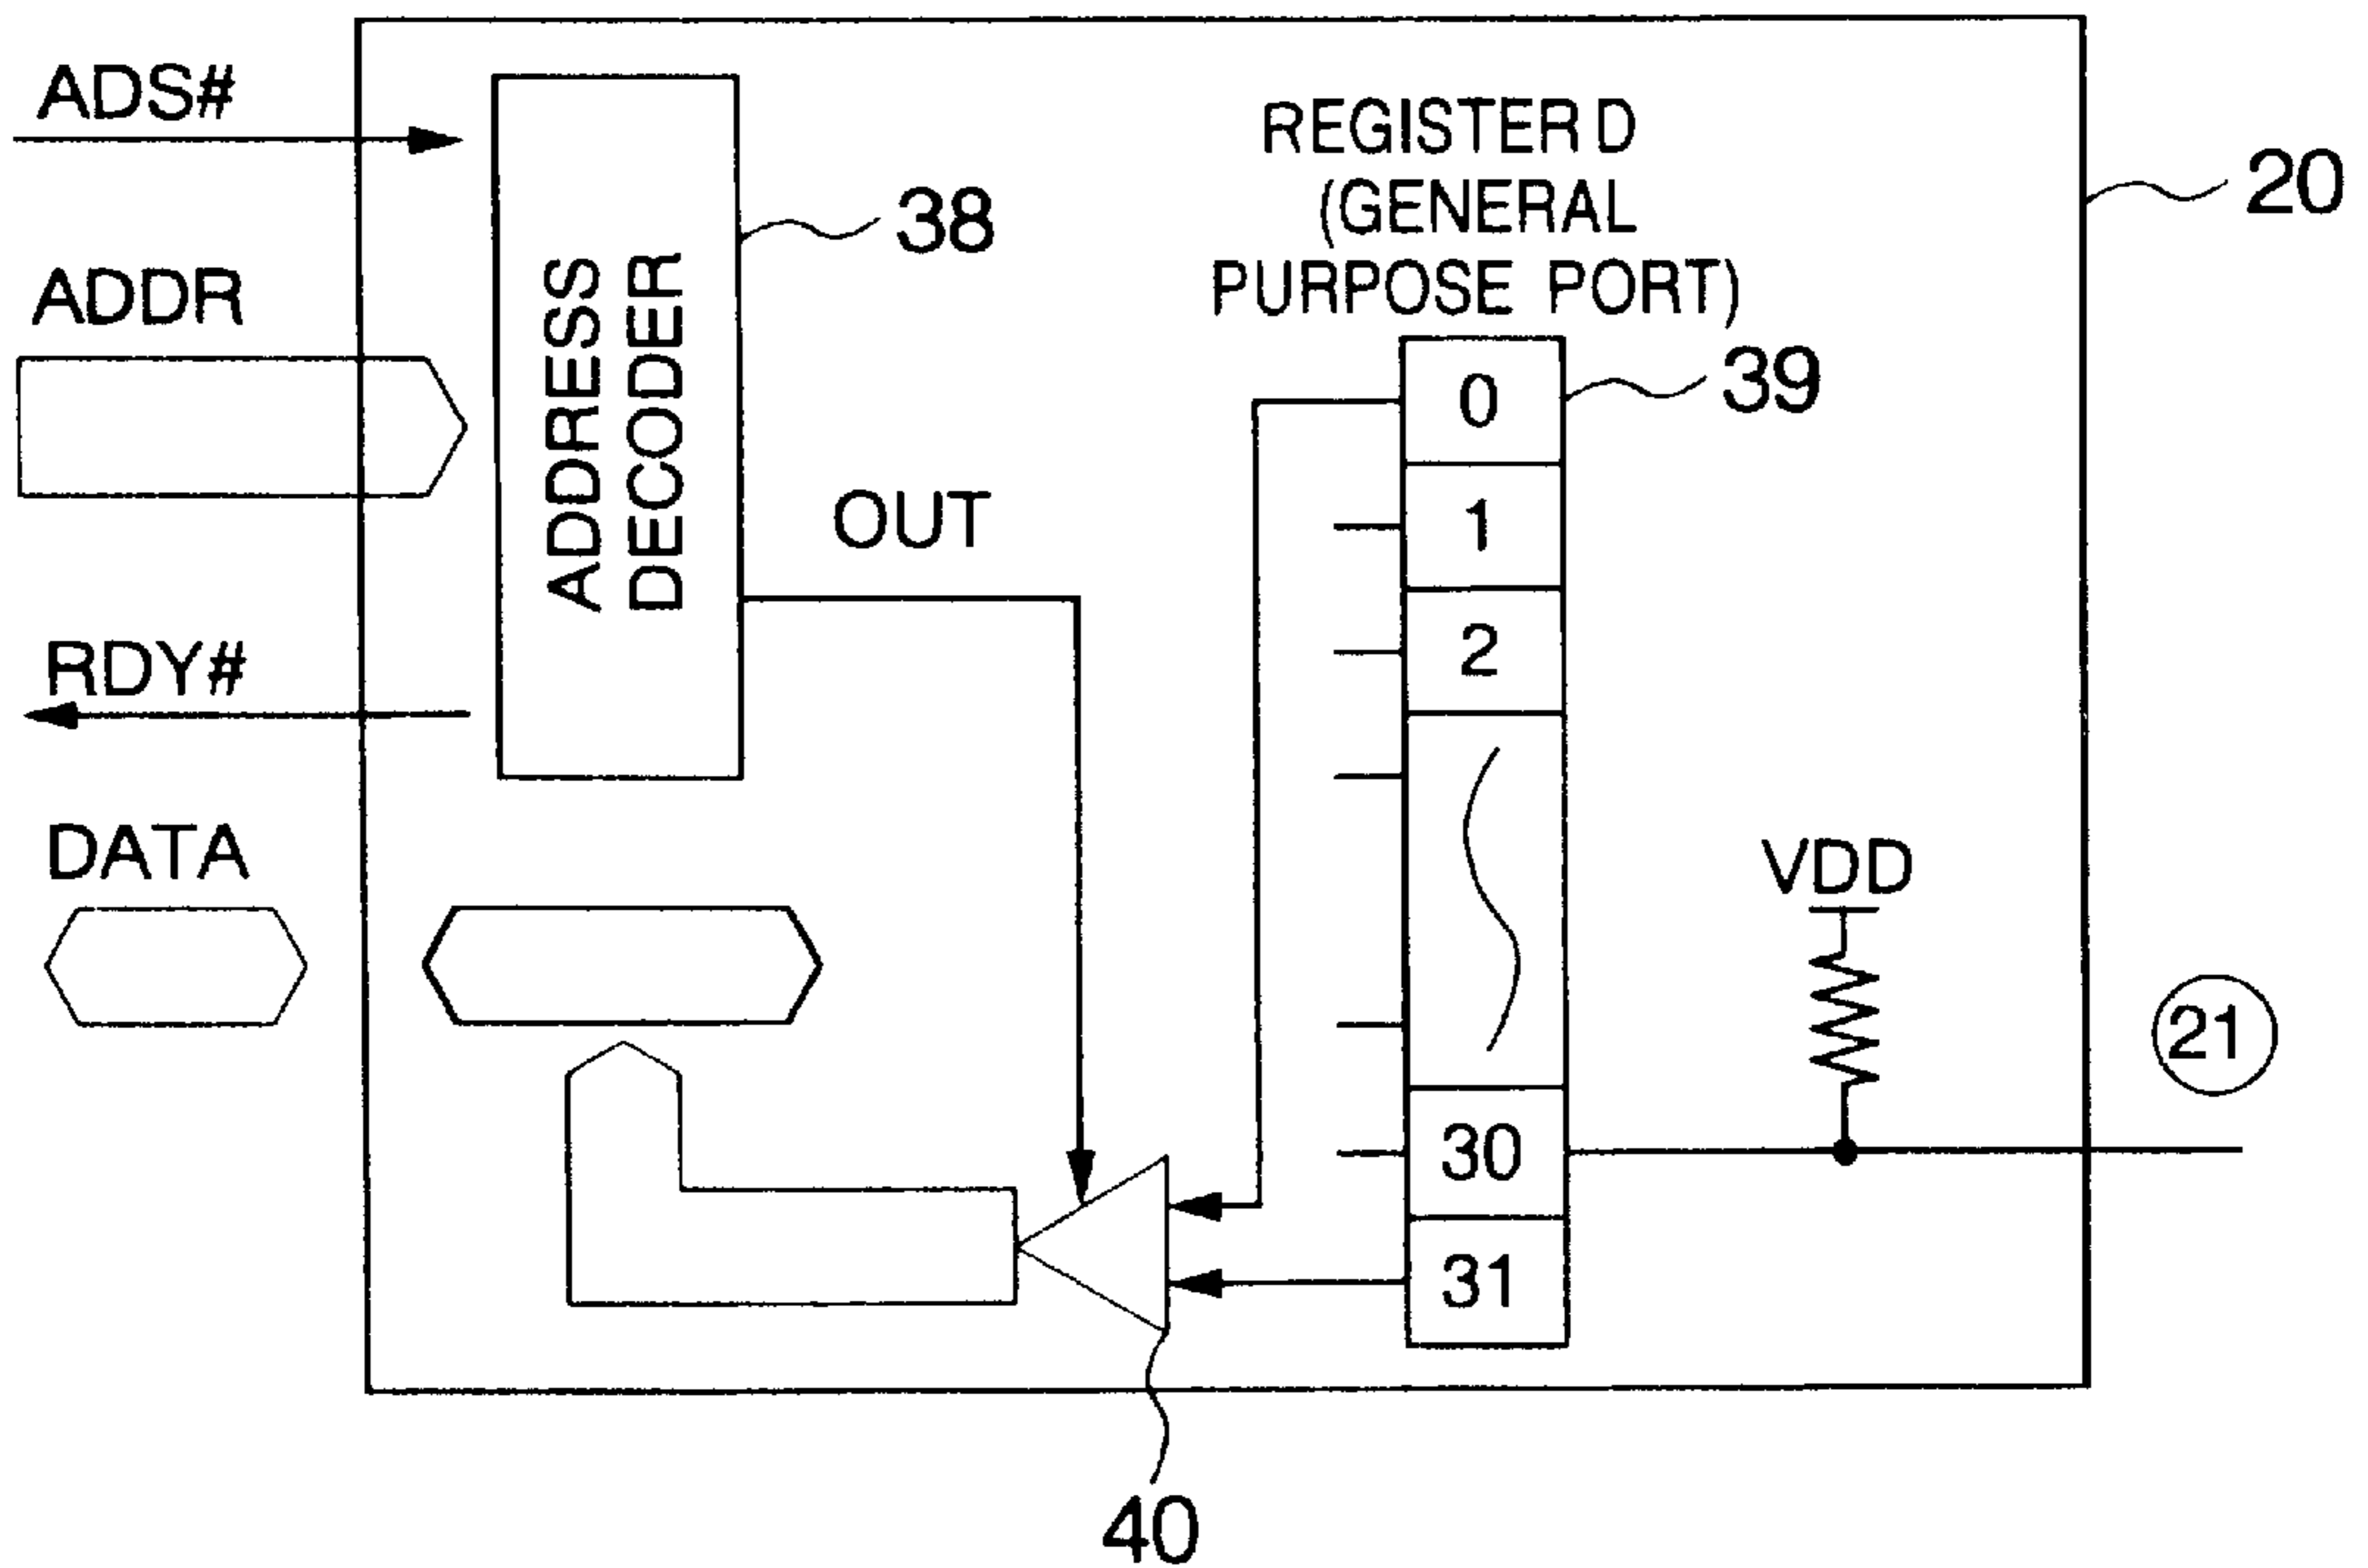 ADS#
ADDR
RDY#
DATA
ADDRESS
DECODER
38
OUT
REGISTER D
(GENERAL
PURPOSE PORT)
39
0
1
2
30
31
VDD
20
21
40